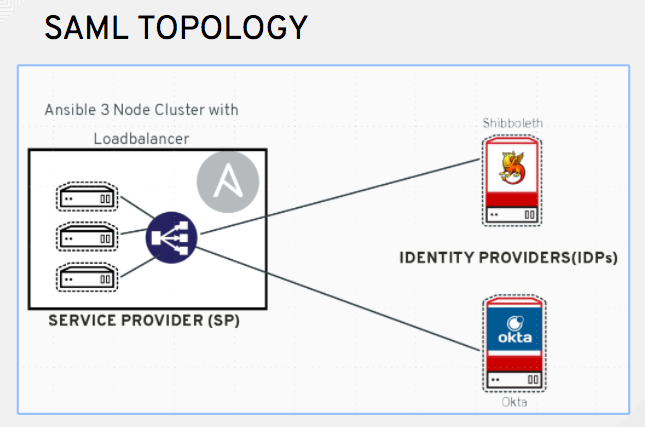 SAML TOPOLOGY
Ansible 3 Node Cluster with
Loadbalancer
SERVICE PROVIDER (SP)
Shibboleth
IDENTITY PROVIDERS(IDPs)
okta
Okta